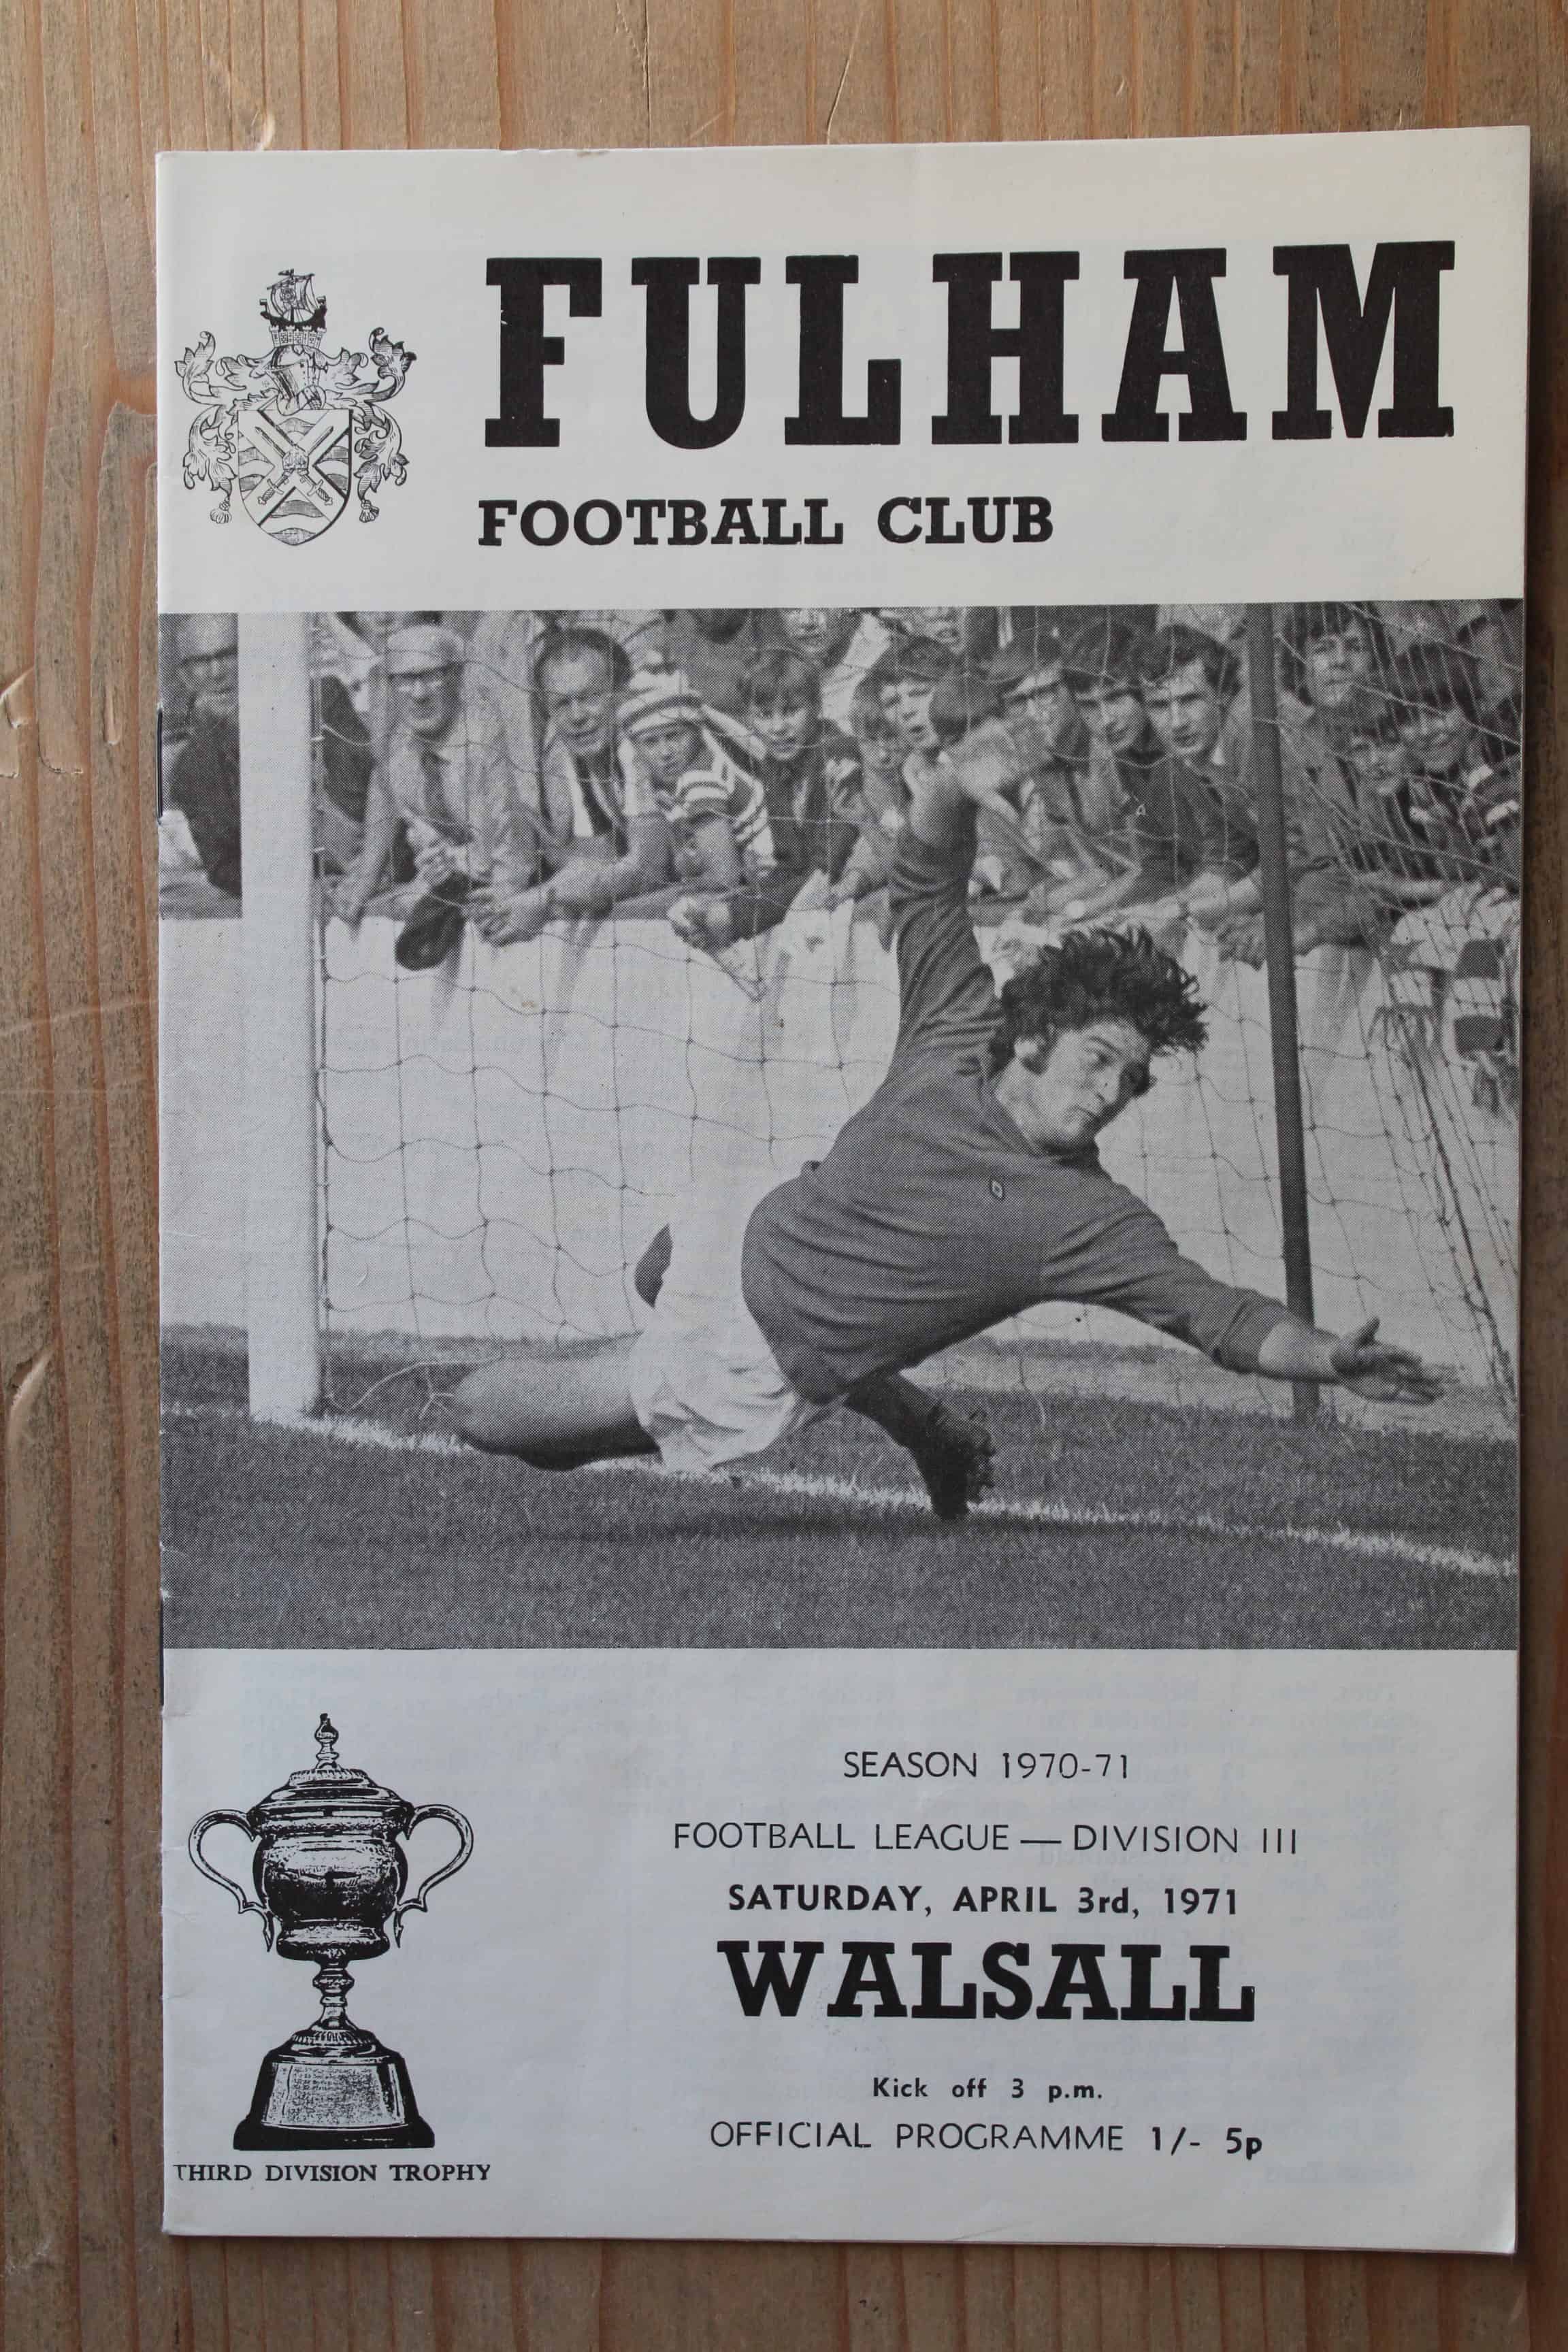 FULHAM
FOOTBALL CLUB
SEASON 1970-71
FOOTBALL LEAGUE — DIVISION III
SATURDAY, APRIL 3rd, 1971
WALSALL
Kick off 3 p.m.
OFFICIAL PROGRAMME 1/- 5p
THIRD DIVISION TROPHY